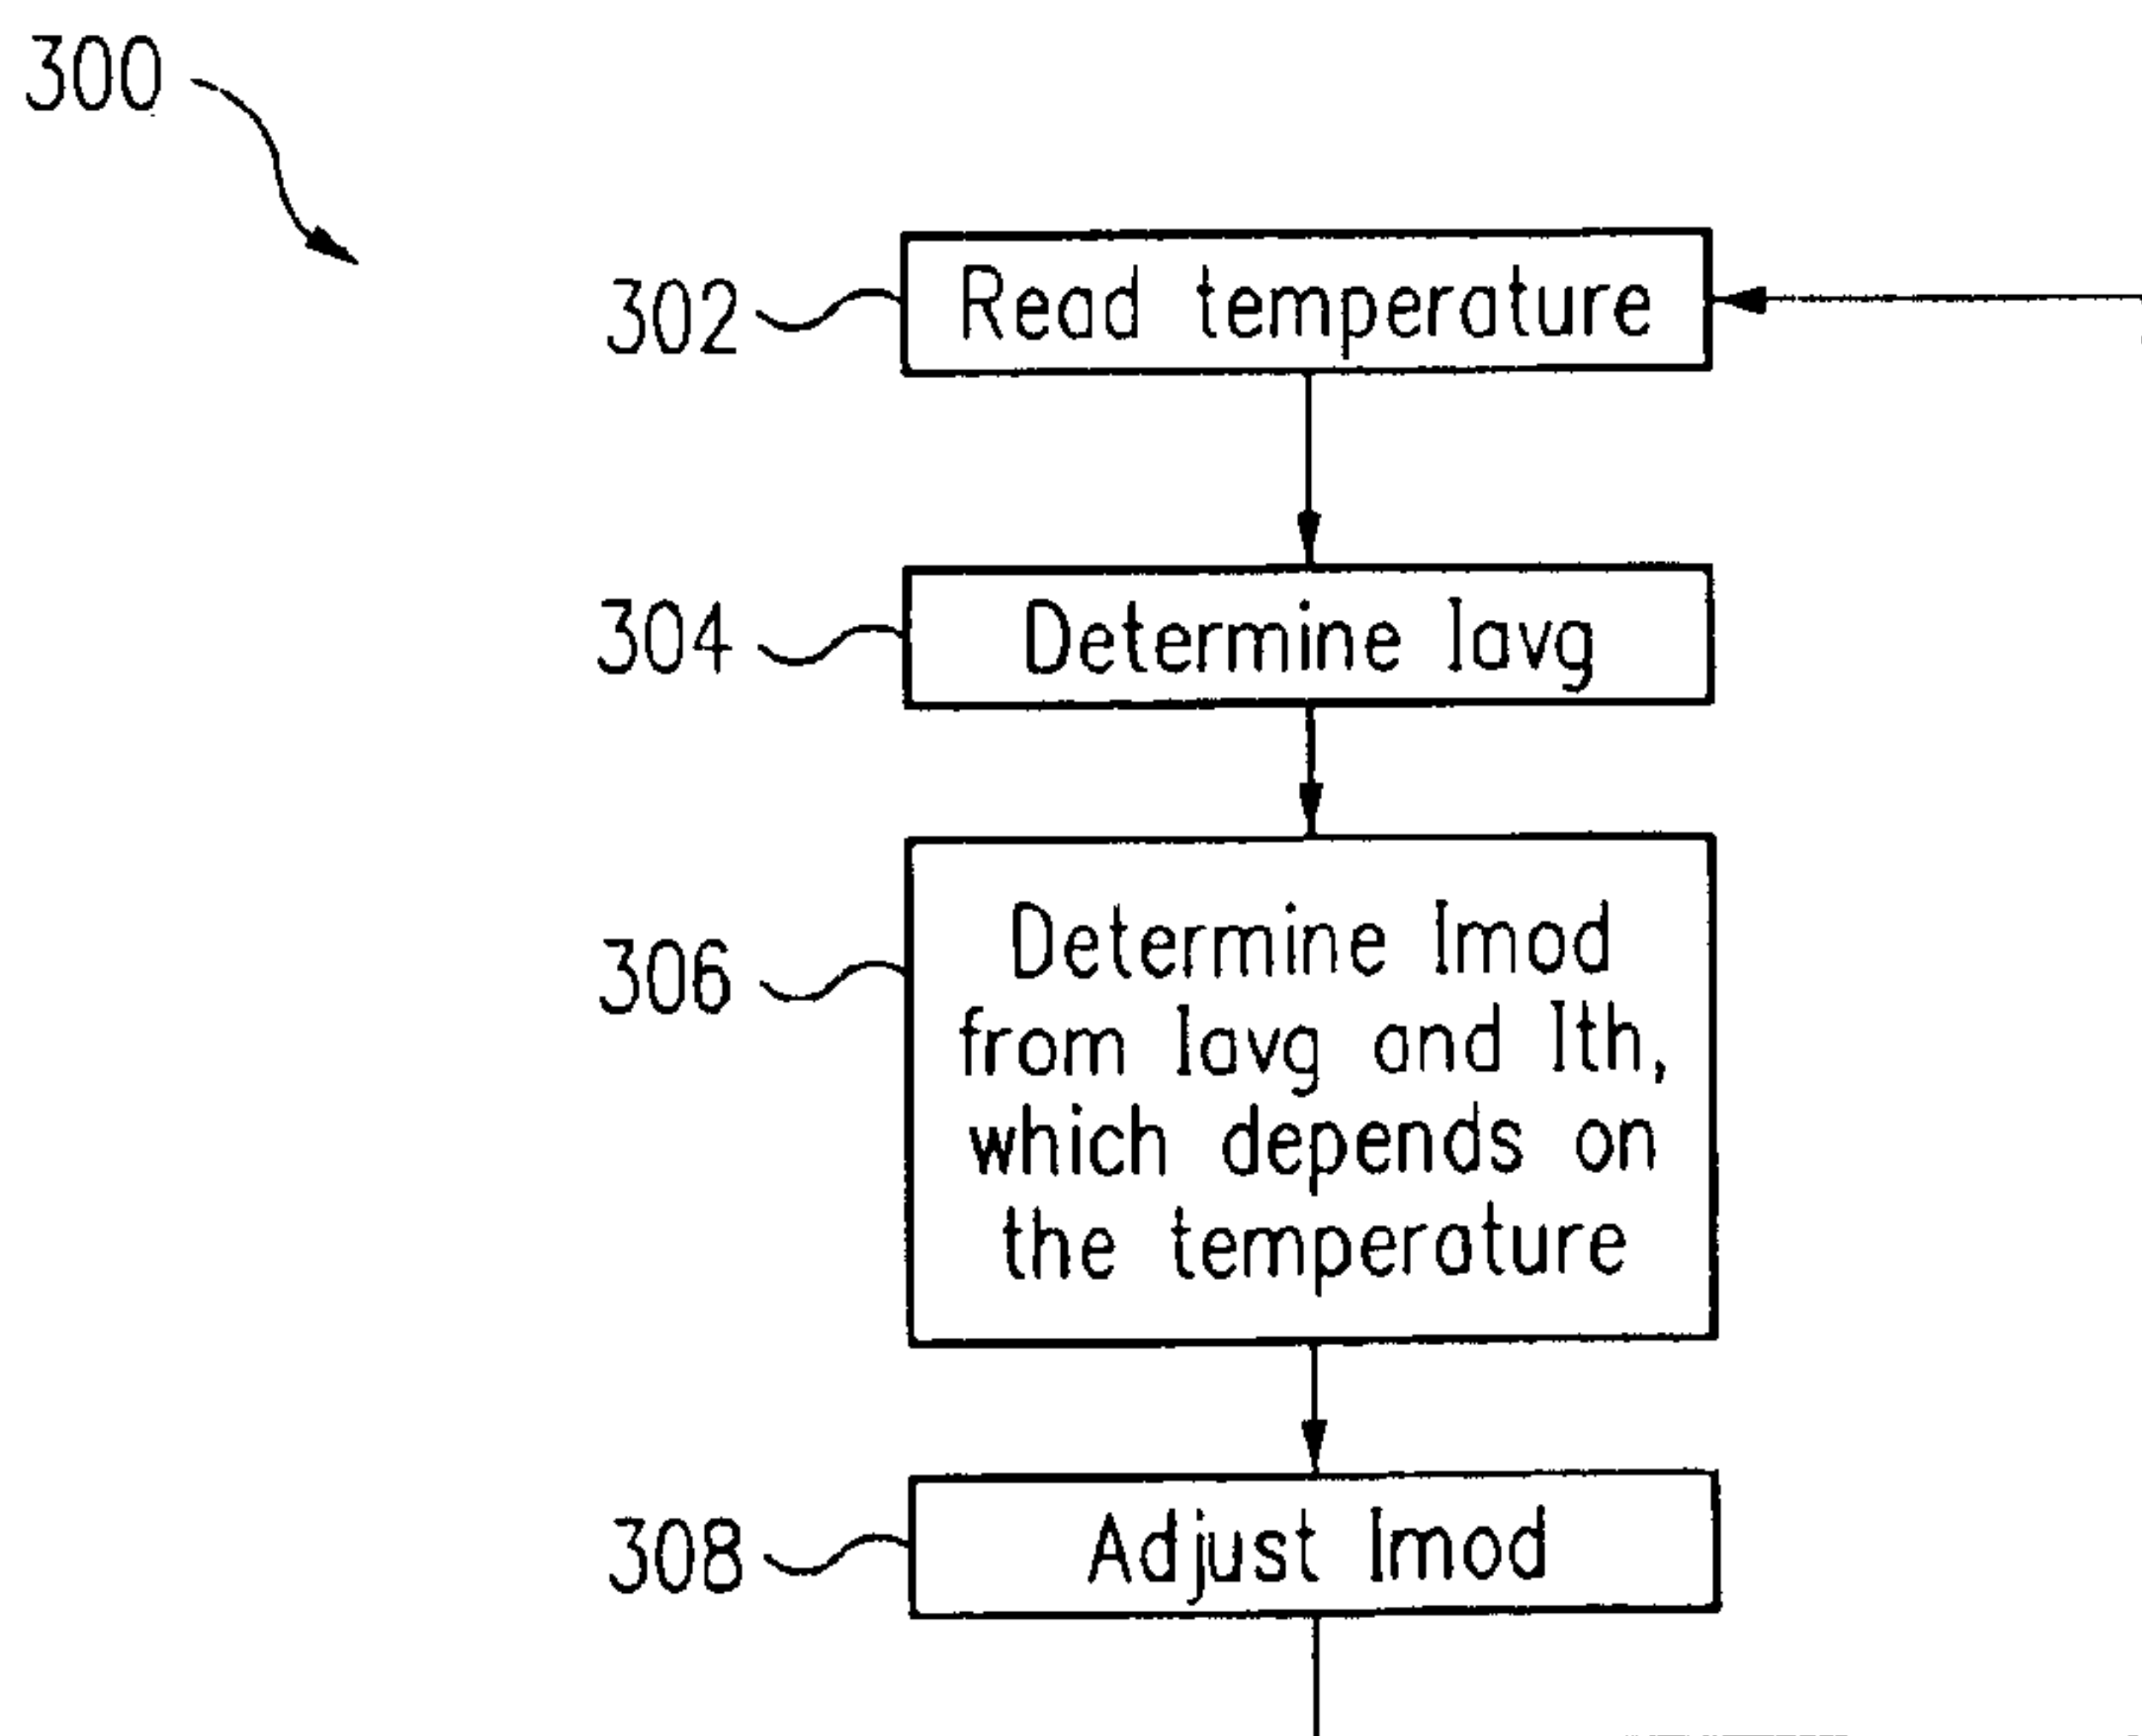 300
302
Read temperature
304
Determine Iavg
306
Determine Imod
from Iavg and Ith,
which depends on
the temperature
308
Adjust Imod